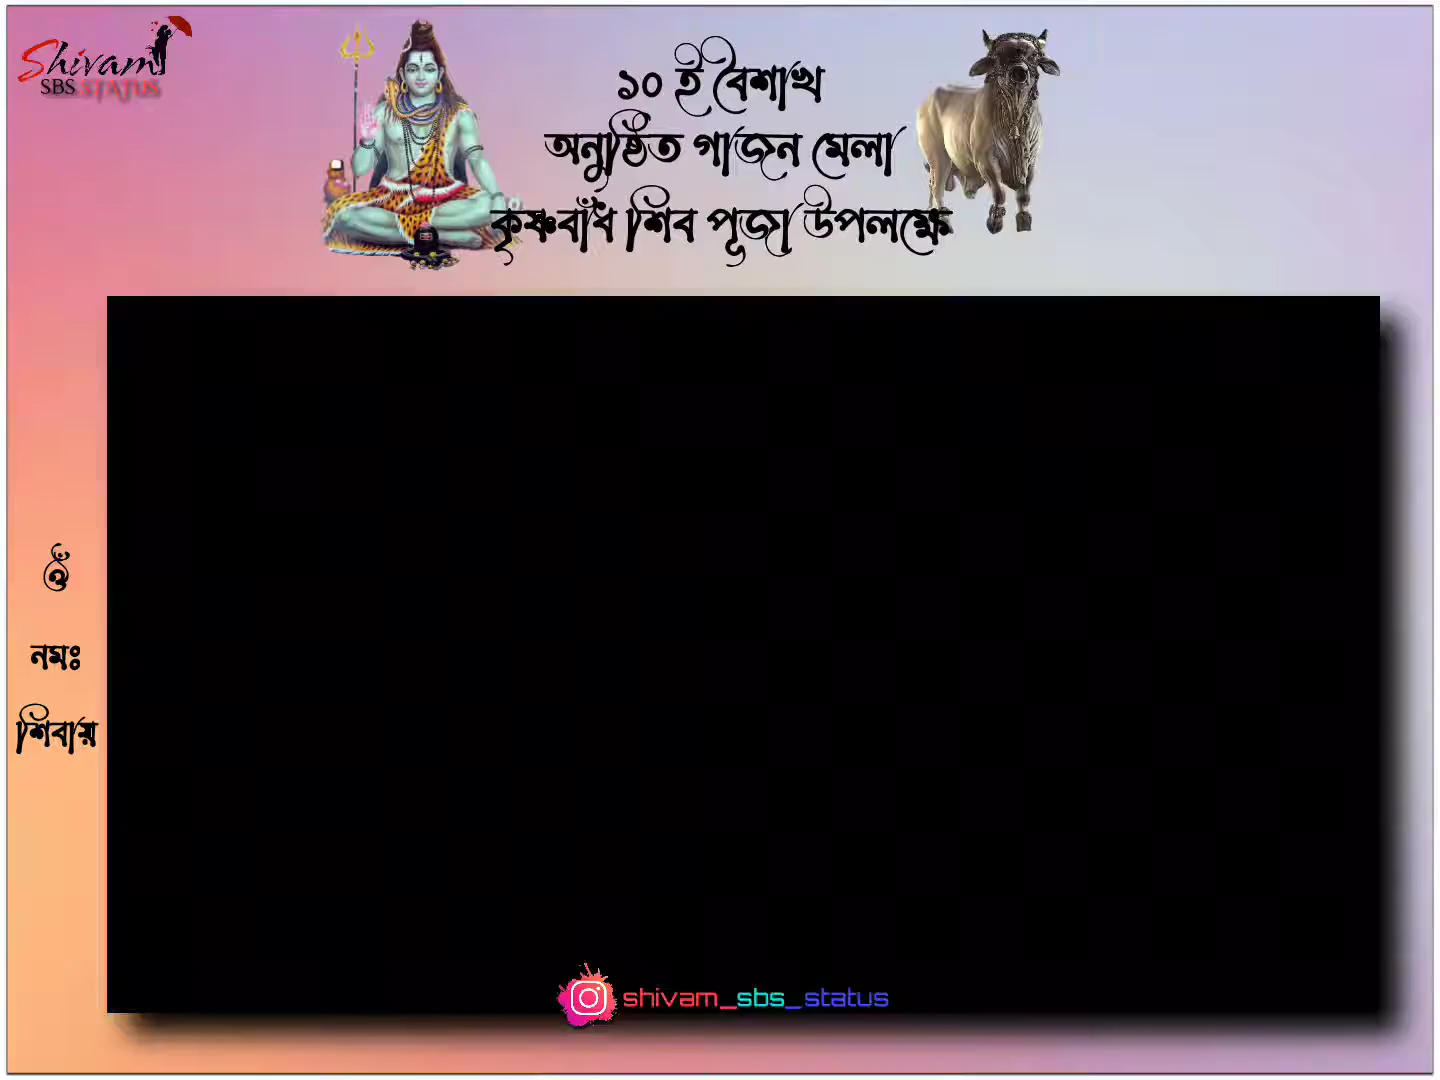 Shivam
SBS STATUS
১০ ই বৈশাখ
অনুষ্ঠিত গাজন মেলা
কৃষ্ণবাঁধ শিব পূজা উপলক্ষে
ওঁ
নমঃ
শিবায়
shivam_sbs_status